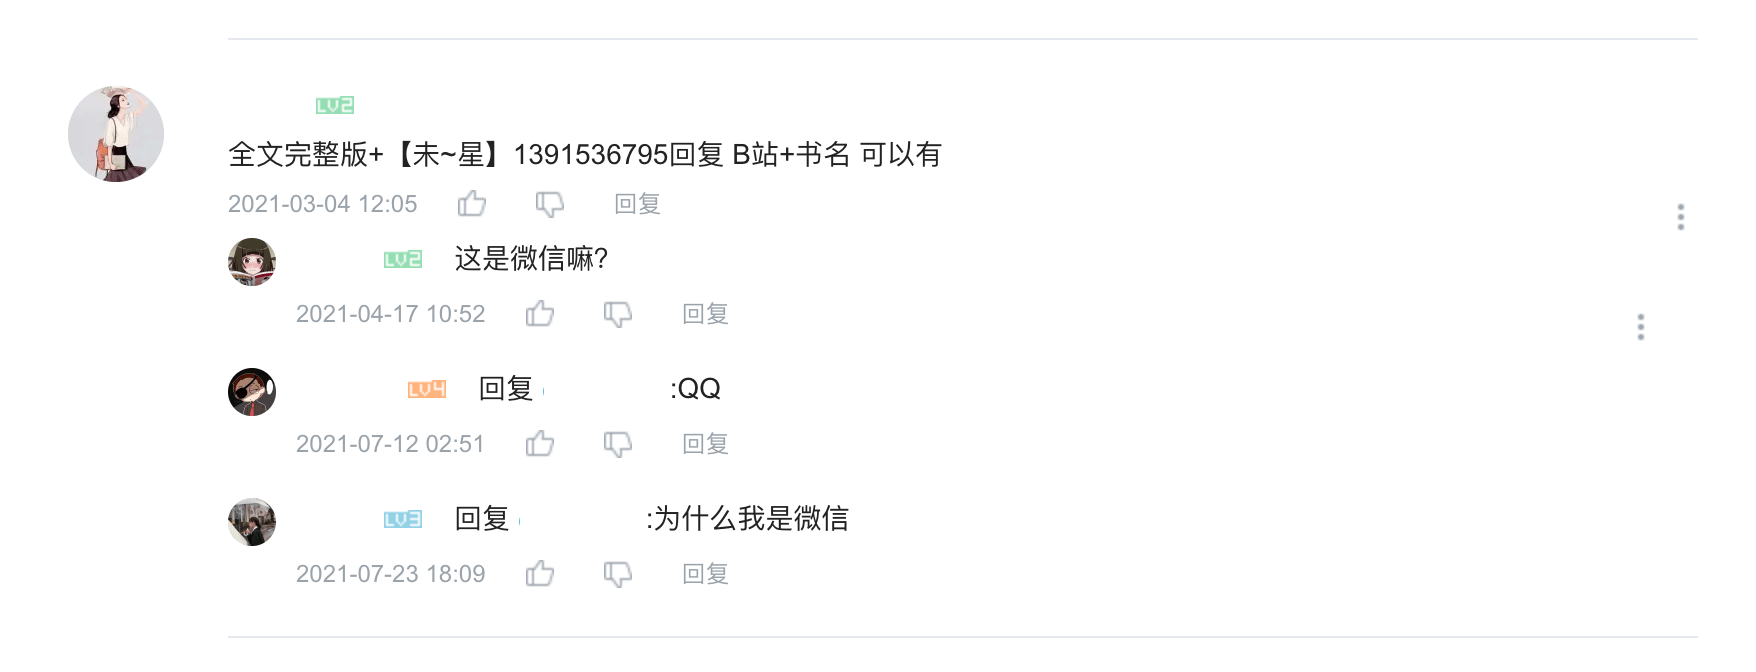 LV2
全文完整版+【未~星】1391536795回复 B站+书名 可以有
2021-03-04 12:05 回复
LV2 这是微信嘛?
2021-04-17 10:52 回复
LV4 回复 :QQ
2021-07-12 02:51 回复
LV3 回复 :为什么我是微信
2021-07-23 18:09 回复